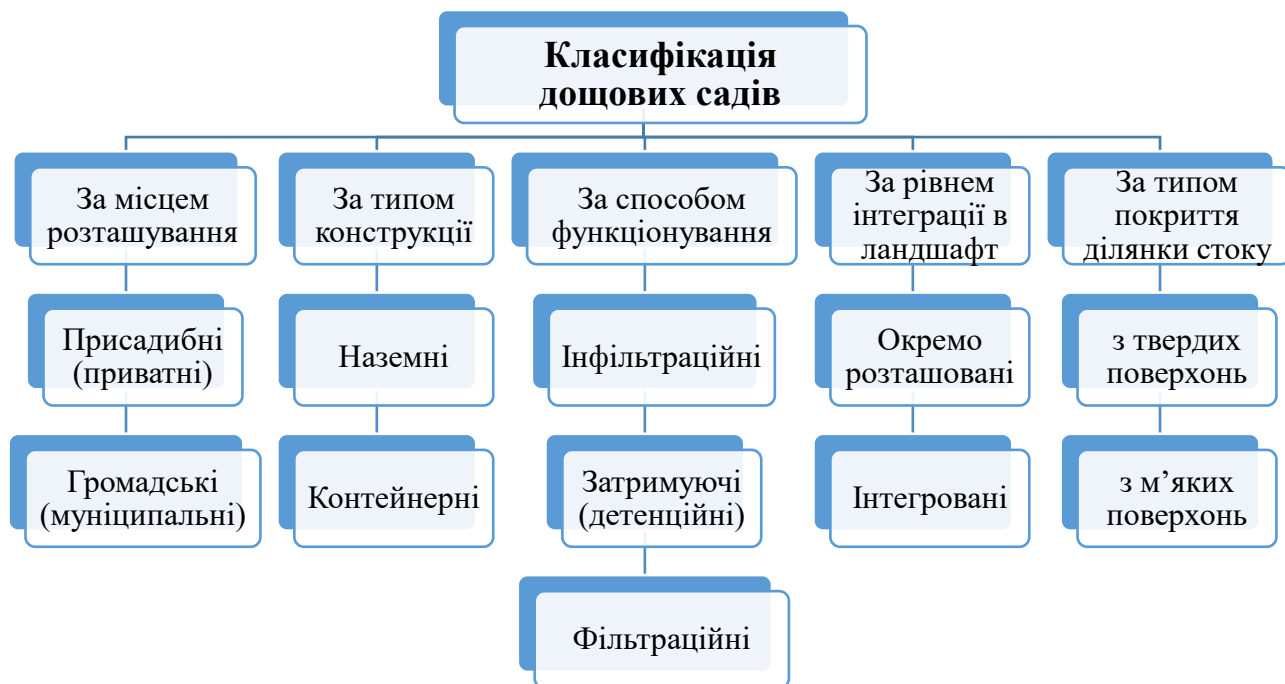 Класифікація
дощових садів
За місцем
розташування
За типом
конструкції
За способом
функціонування
За рівнем
інтеграції в
ландшафт
За типом
покриття
ділянки стоку
Присадибні
(приватні)
Наземні
Інфільтраційні
Окремо
розташовані
з твердих
поверхонь
Громадські
(муніципальні)
Контейнерні
Затримуючі
(детенційні)
Інтегровані
з м’яких
поверхонь
Фільтраційні